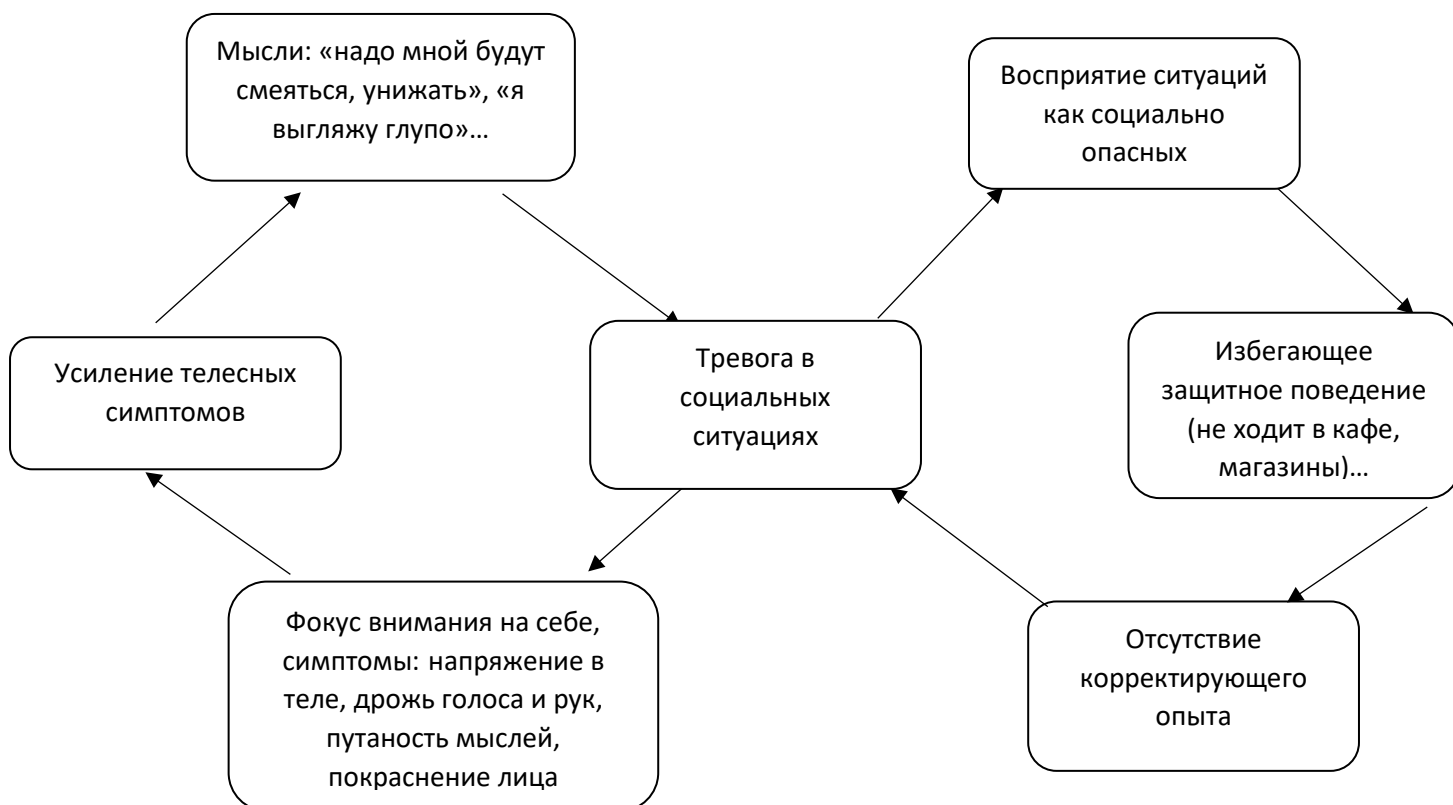 Мысли: «надо мной будут
смеяться, унижать», «я
выгляжу глупо»...
Восприятие ситуаций
как социально
опасных
Усиление телесных
симптомов
Тревога в
социальных
ситуациях
Избегающее
защитное поведение
(не ходит в кафе,
магазины)...
Фокус внимания на себе,
симптомы: напряжение в
теле, дрожь голоса и рук,
путаность мыслей,
покраснение лица
Отсутствие
корректирующего
опыта